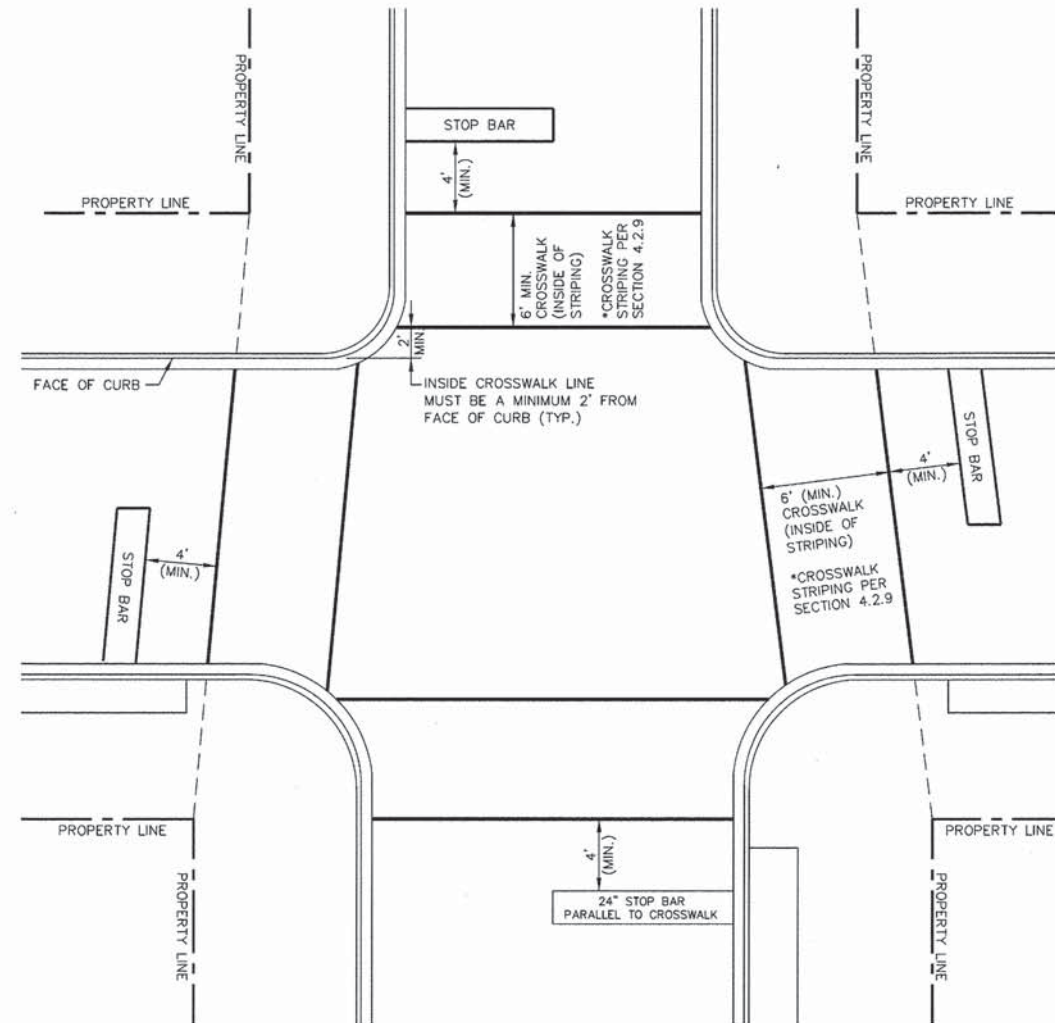 PROPERTY LINE
PROPERTY LINE
STOP BAR
4'
(MIN.)
PROPERTY LINE
PROPERTY LINE
6' MIN.
CROSSWALK
(INSIDE OF
STRIPING)
*CROSSWALK
STRIPING PER
SECTION 4.2.9
2'
MIN.
FACE OF CURB
INSIDE CROSSWALK LINE
MUST BE A MINIMUM 2' FROM
FACE OF CURB (TYP.)
STOP BAR
4'
(MIN.)
6' (MIN.)
CROSSWALK
(INSIDE OF
STRIPING)
*CROSSWALK
STRIPING PER
SECTION 4.2.9
4'
(MIN.)
STOP BAR
PROPERTY LINE
PROPERTY LINE
4'
(MIN.)
24" STOP BAR
PARALLEL TO CROSSWALK
PROPERTY LINE
PROPERTY LINE